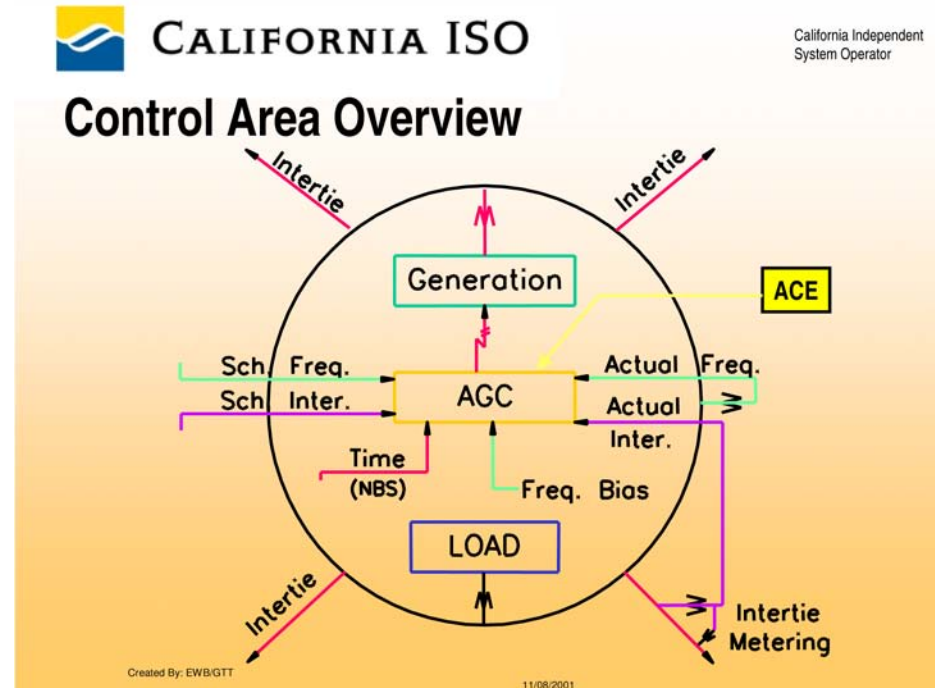 CALIFORNIA ISO
California Independent
System Operator
Control Area Overview
Intertie
Intertie
Generation
ACE
Sch. Freq.
Actual Freq.
AGC
Sch. Inter.
Actual
Inter.
Time
(NBS)
Freq. Bias
LOAD
Intertie
Intertie
Metering
Created By: EWB/GTT
11/08/2001